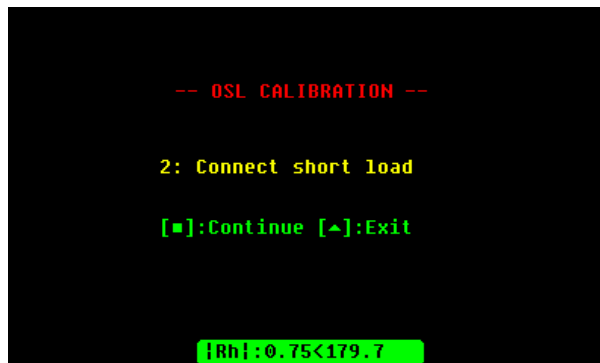 -- OSL CALIBRATION --
2: Connect short load
[■]:Continue [▲]:Exit
¦Rh¦:0.75<179.7